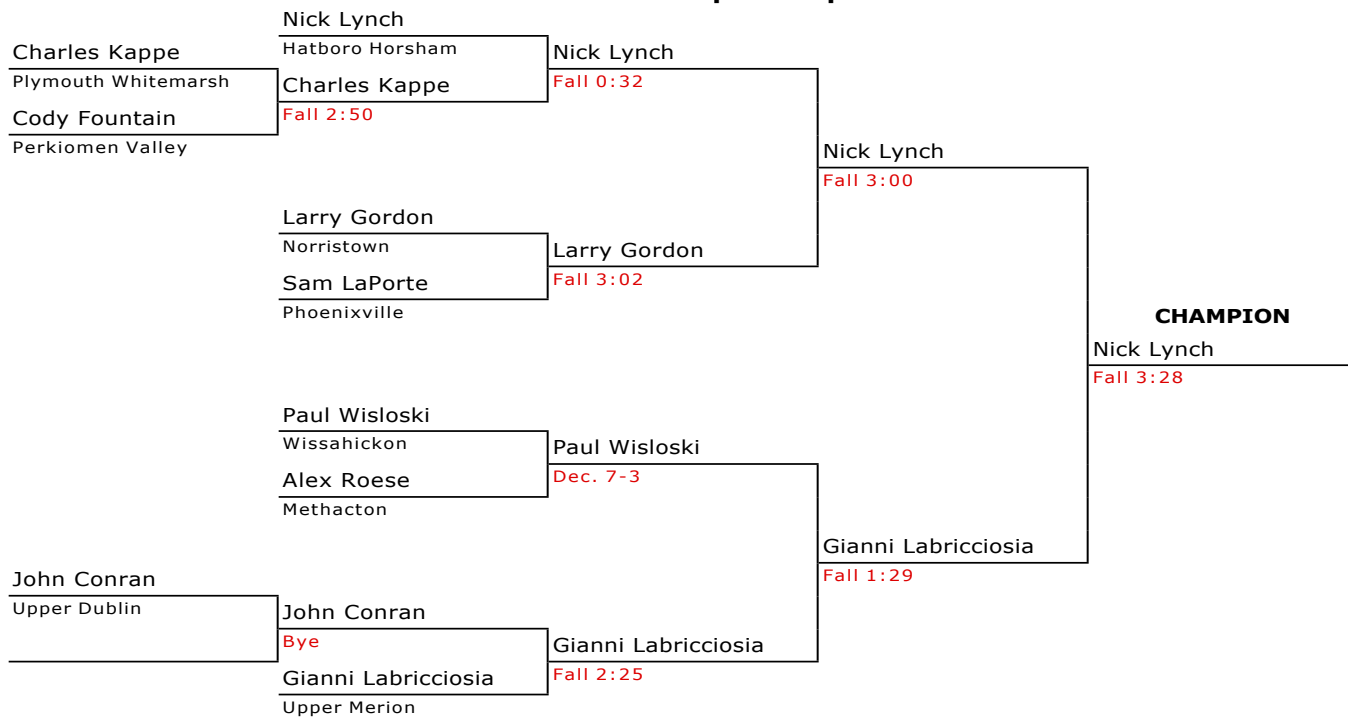 Nick Lynch
Charles Kappe
Hatboro Horsham
Nick Lynch
Plymouth Whitemarsh
Charles Kappe
Fall 0:32
Cody Fountain
Fall 2:50
Perkiomen Valley
Nick Lynch
Fall 3:00
Larry Gordon
Norristown
Larry Gordon
Sam LaPorte
Fall 3:02
Phoenixville
CHAMPION
Nick Lynch
Fall 3:28
Paul Wisloski
Wissahickon
Paul Wisloski
Alex Roese
Dec. 7-3
Methacton
Gianni Labricciosia
John Conran
Fall 1:29
Upper Dublin
John Conran
Bye
Gianni Labricciosia
Gianni Labricciosia
Fall 2:25
Upper Merion